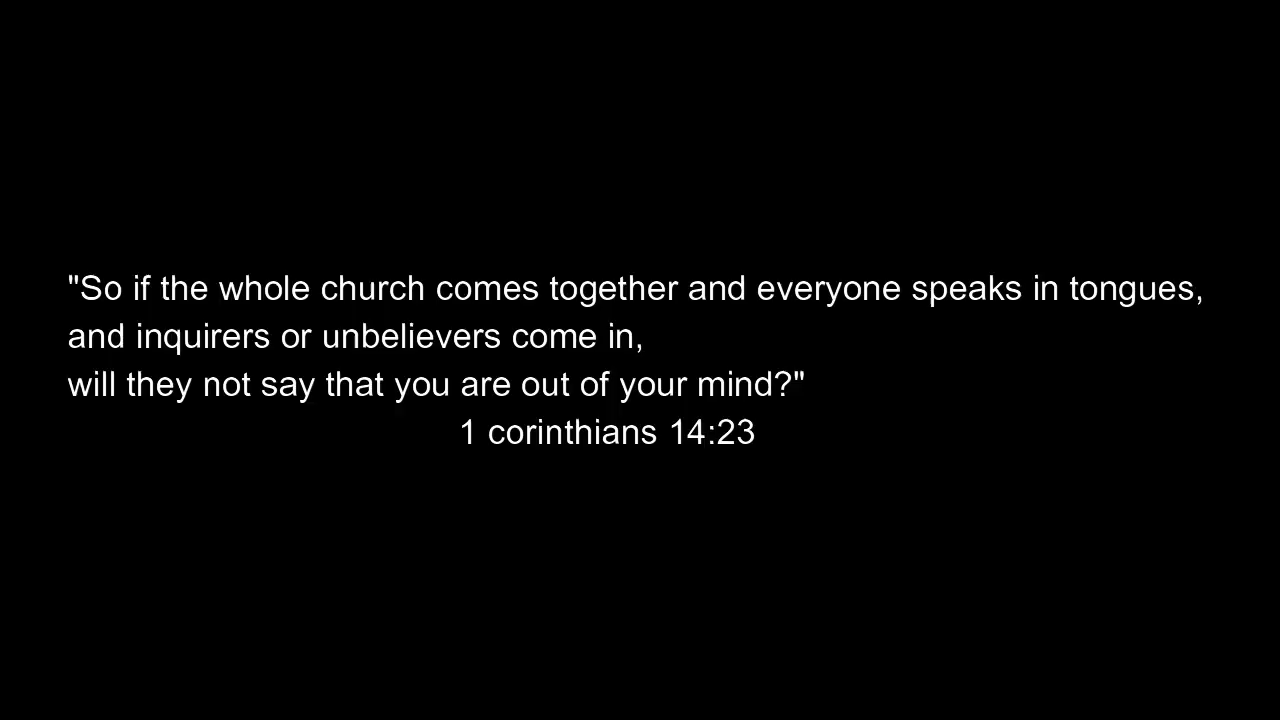 "So if the whole church comes together and everyone speaks in tongues,
and inquirers or unbelievers come in,
will they not say that you are out of your mind?"
1 corinthians 14:23